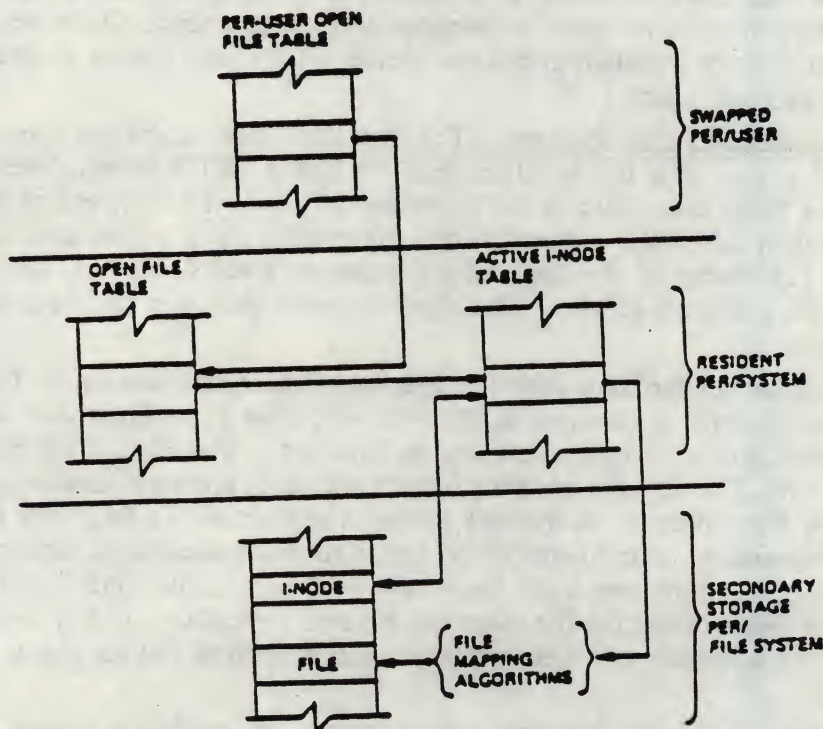 PER-USER OPEN
FILE TABLE
SWAPPED
PER/USER
OPEN FILE
TABLE
ACTIVE I-NODE
TABLE
RESIDENT
PER/SYSTEM
I-NODE
FILE
FILE
MAPPING
ALGORITHMS
SECONDARY
STORAGE
PER/
FILE SYSTEM